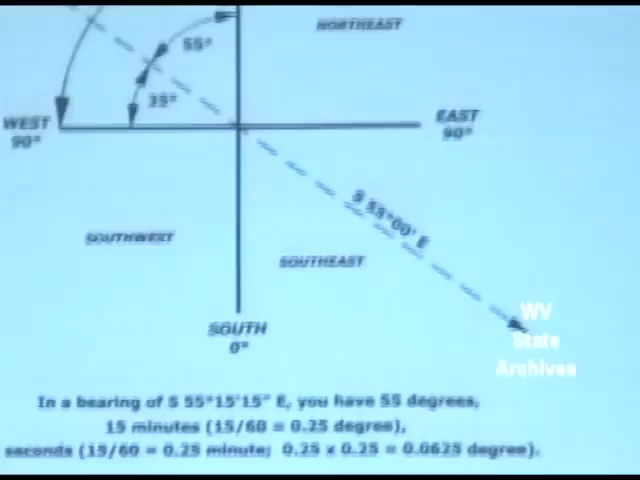 NORTHEAST
55°
35°
WEST
90°
EAST
90°
S 55°00' E
SOUTHWEST
SOUTHEAST
SOUTH
0°
WV
State
Archives
In a bearing of S 55°15'15" E, you have 55 degrees,
15 minutes (15/60 = 0.25 degree),
seconds (15/60 = 0.25 minute; 0.25 x 0.25 = 0.0625 degree).